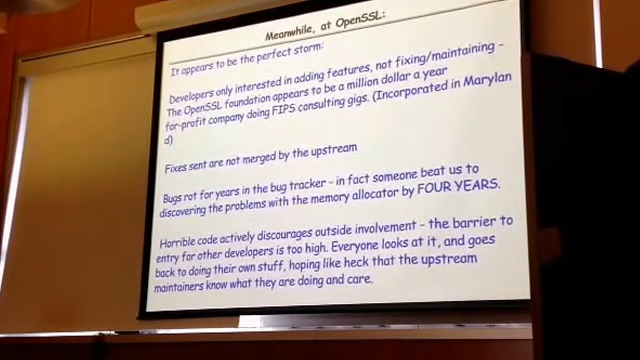 Meanwhile, at OpenSSL:
It appears to be the perfect storm:
Developers only interested in adding features, not fixing/maintaining -
The OpenSSL foundation appears to be a million dollar a year
for-profit company doing FIPS consulting gigs. (Incorporated in Marylan
d)
Fixes sent are not merged by the upstream
Bugs rot for years in the bug tracker - in fact someone beat us to
discovering the problems with the memory allocator by FOUR YEARS.
Horrible code actively discourages outside involvement - the barrier to
entry for other developers is too high. Everyone looks at it, and goes
back to doing their own stuff, hoping like heck that the upstream
maintainers know what they are doing and care.